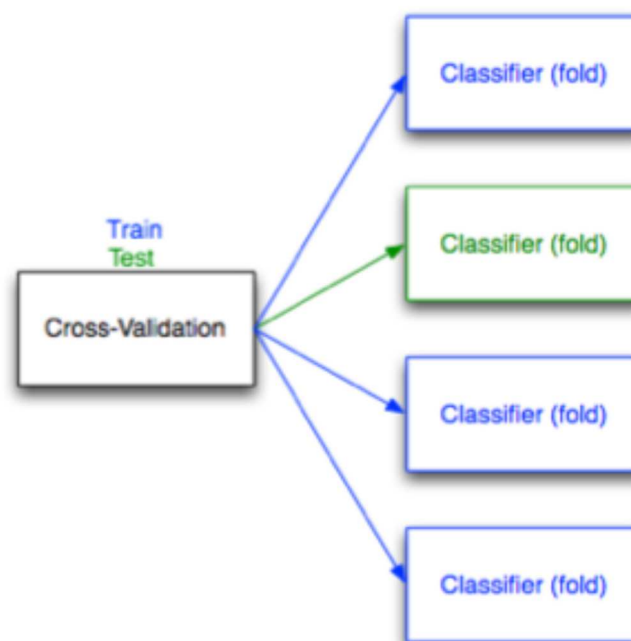 Classifier (fold)
Train
Test
Classifier (fold)
Cross-Validation
Classifier (fold)
Classifier (fold)